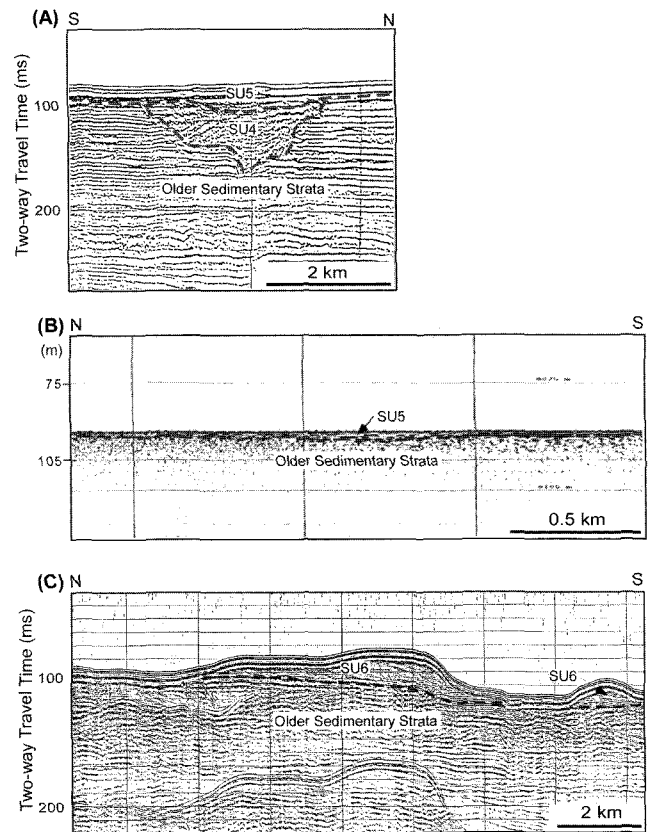 (A) S N
Two-way Travel Time (ms)
100
200
SU5
SU4
Older Sedimentary Strata
2 km
(B) N S
(m)
75
105
SU5
Older Sedimentary Strata
0.5 km
(C) N S
Two-way Travel Time (ms)
100
200
SU6
SU6
Older Sedimentary Strata
2 km